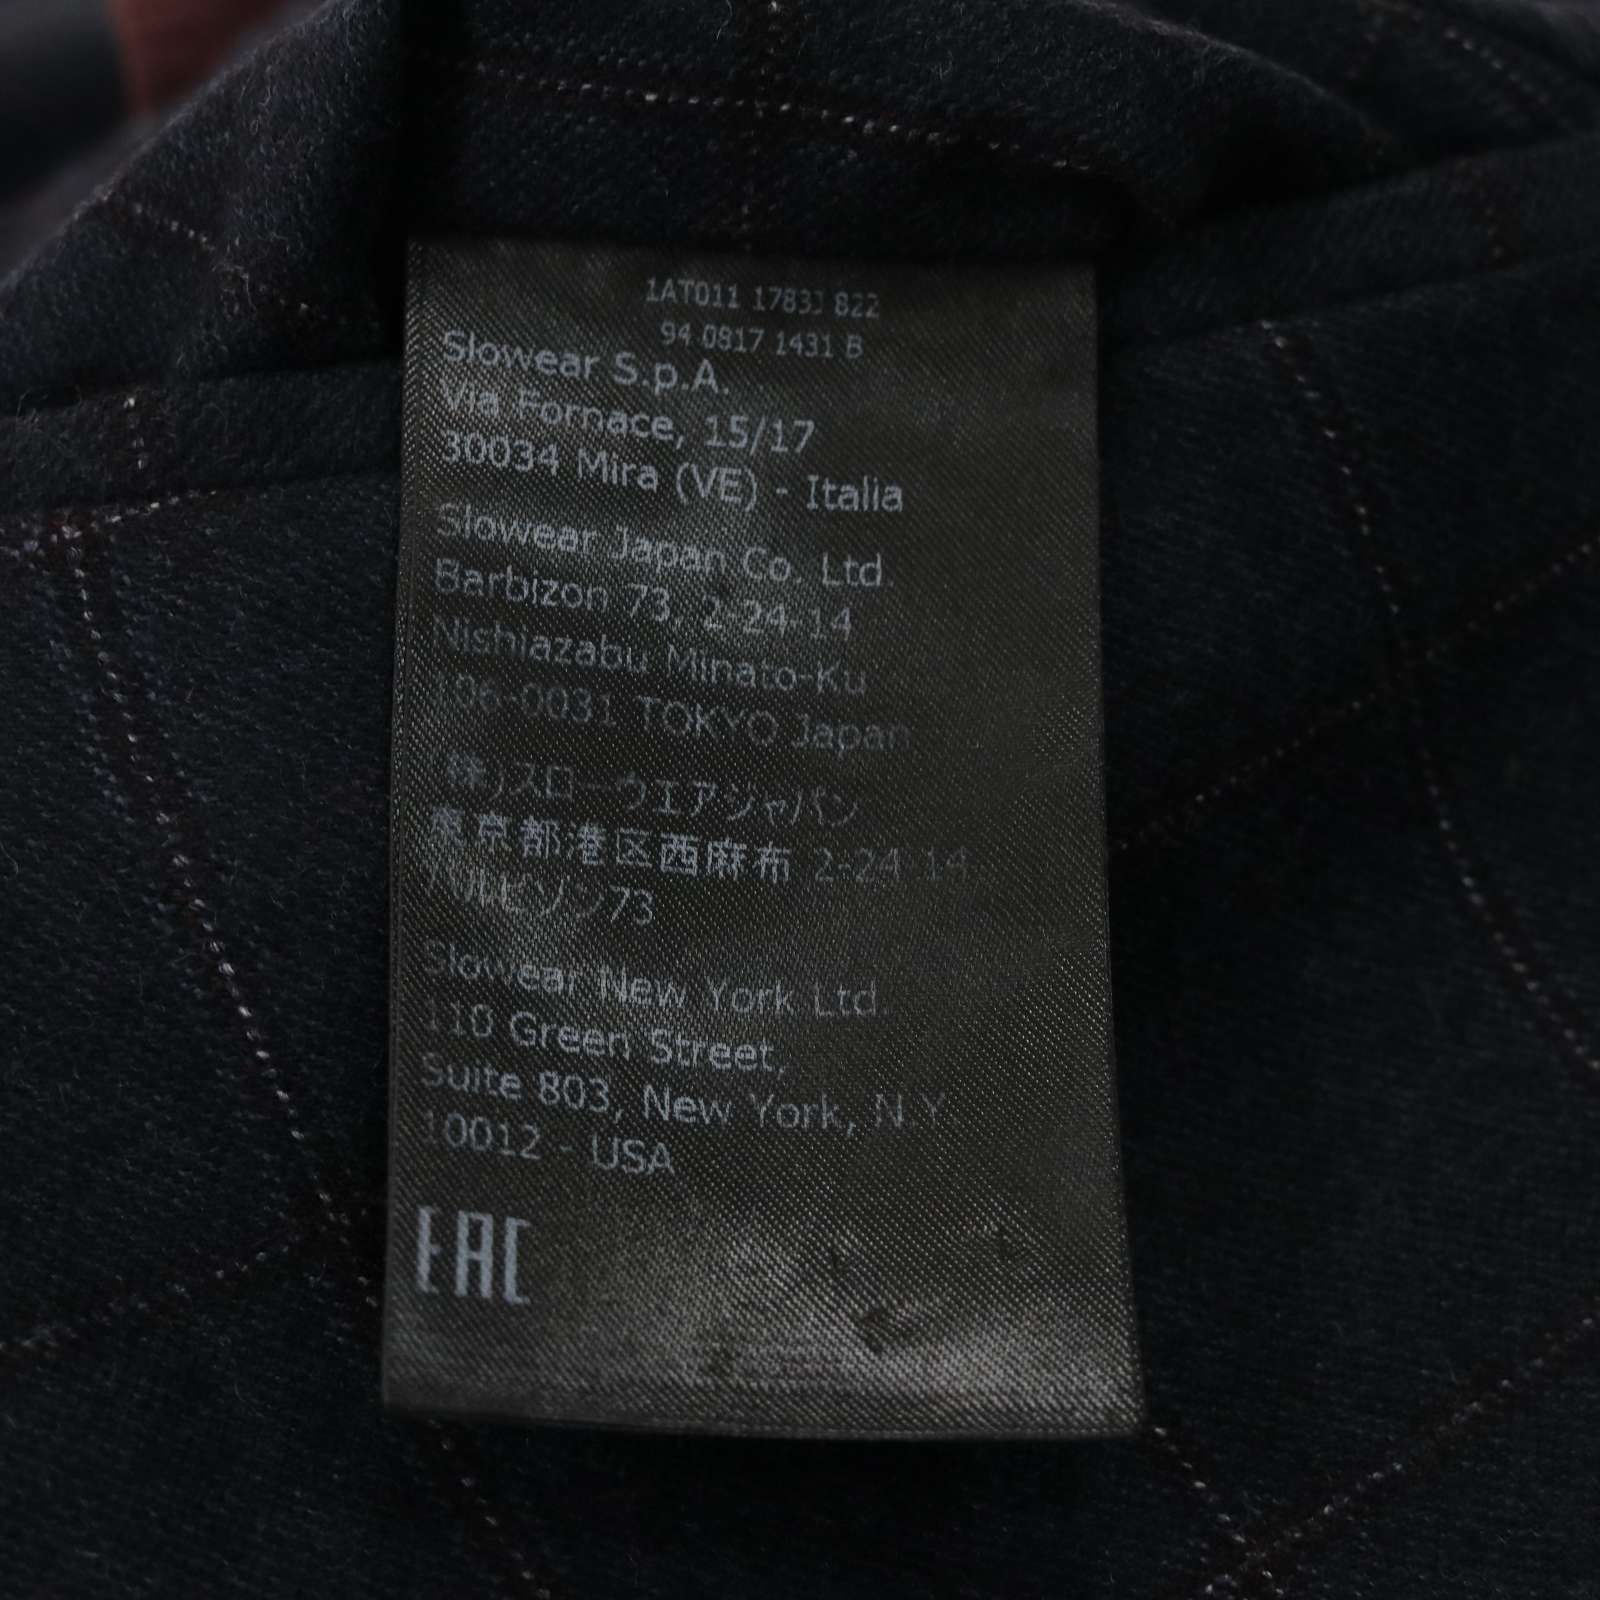 1AT011 822
94 0817 1431 B
Slowear S.p.A.
Via Fornace, 15/17
30034 Mira (VE) - Italia
Slowear Japan Co. Ltd.
Barbizon 73, 2-24-14
Nishiazabu Minato-Ku
106-0031 TOKYO Japan
(株)スローウエアジャパン
東京都港区西麻布 2-24-14
バルビゾン73
Slowear New York Ltd.
110 Green Street,
Suite 803, New York, N.Y
10012 - USA
EAC